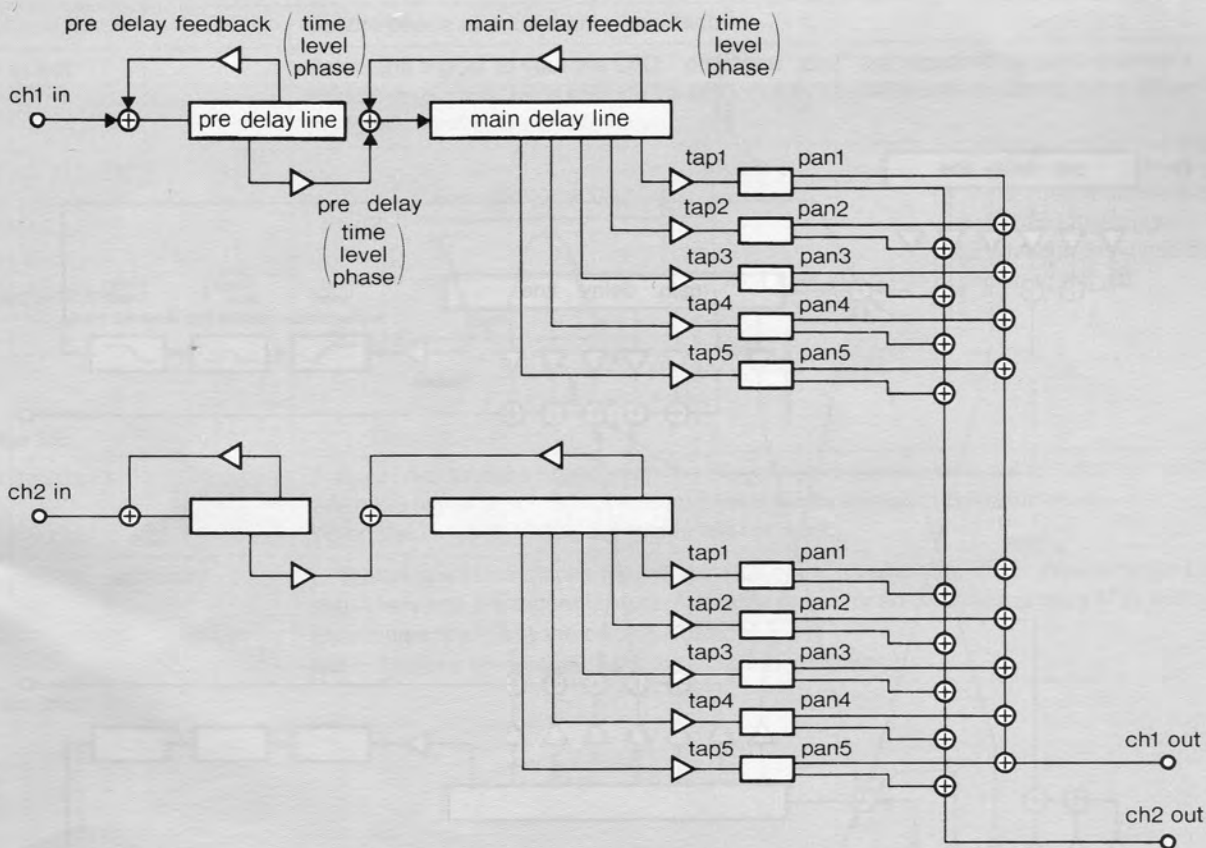 pre delay feedback (time level phase)
main delay feedback (time level phase)
ch1 in
pre delay line
main delay line
pre delay
(time level phase)
tap1 pan1
tap2 pan2
tap3 pan3
tap4 pan4
tap5 pan5
ch2 in
tap1 pan1
tap2 pan2
tap3 pan3
tap4 pan4
tap5 pan5
ch1 out
ch2 out